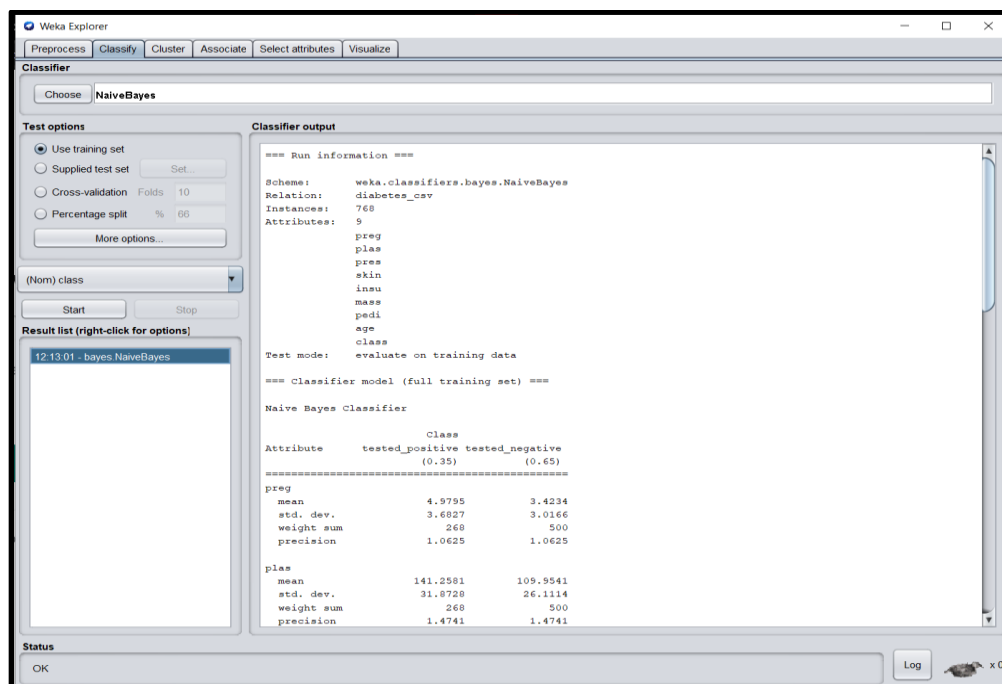 Weka Explorer
Preprocess Classify Cluster Associate Select attributes Visualize
Classifier
Choose NaiveBayes
Test options
Use training set
Supplied test set Set...
Cross-validation Folds 10
Percentage split % 66
More options...
(Nom) class
Start Stop
Result list (right-click for options)
12:13:01 - bayes.NaiveBayes
Classifier output
=== Run information ===
Scheme: weka.classifiers.bayes.NaiveBayes
Relation: diabetes_csv
Instances: 768
Attributes: 9
preg
plas
pres
skin
insu
mass
pedi
age
class
Test mode: evaluate on training data
=== Classifier model (full training set) ===
Naive Bayes Classifier
Class
Attribute tested_positive tested_negative
(0.35) (0.65)
===============================================
preg
mean 4.9795 3.4234
std. dev. 3.6827 3.0166
weight sum 268 500
precision 1.0625 1.0625
plas
mean 141.2581 109.9541
std. dev. 31.8728 26.1114
weight sum 268 500
precision 1.4741 1.4741
Status
OK
Log
x 0